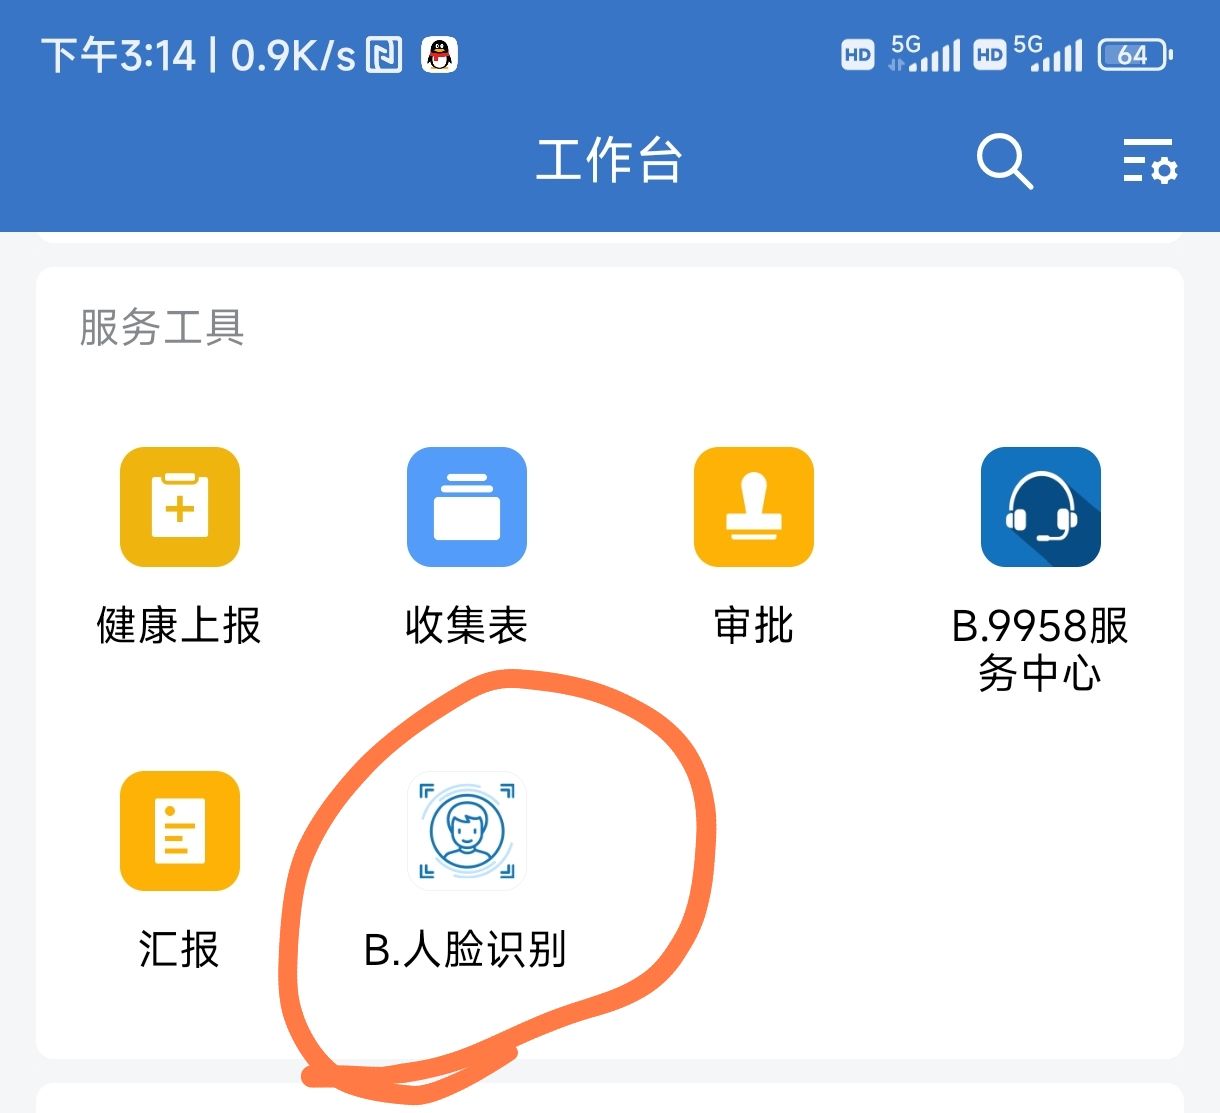 下午3:14 | 0.9K/s
HD 5G HD 5G 64
工作台
服务工具
健康上报
收集表
审批
B.9958服
务中心
汇报
B.人脸识别